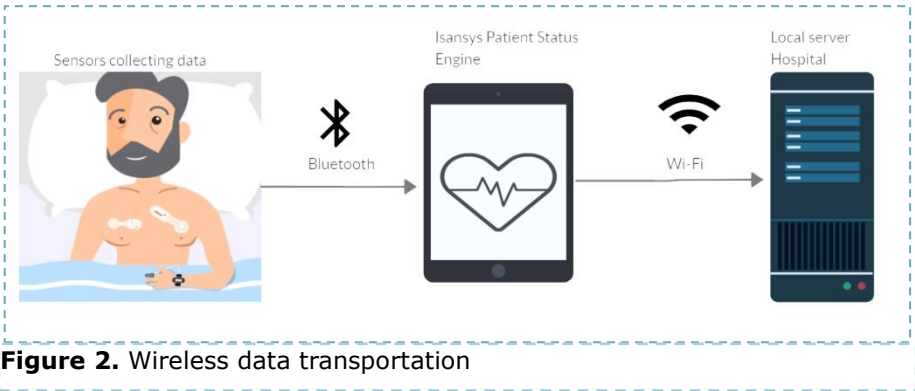 Sensors collecting data
Isansys Patient Status
Engine
Local server
Hospital
Bluetooth
Wi-Fi
Figure 2. Wireless data transportation